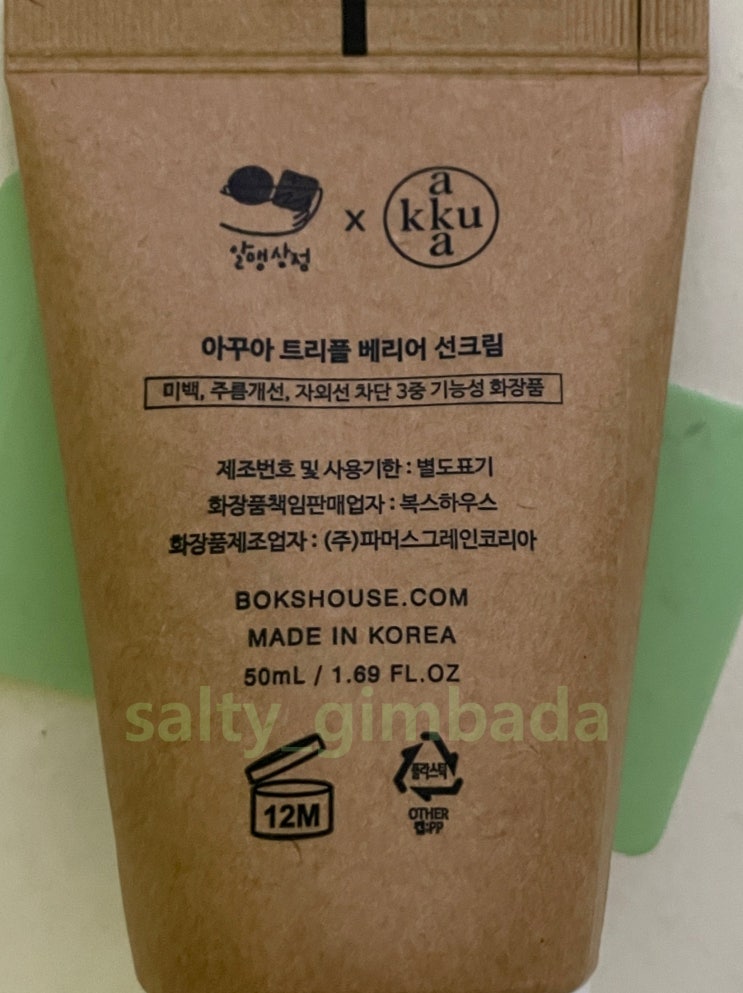 알맹상점 x a
kku
a
아꾸아 트리플 베리어 선크림
미백, 주름개선, 자외선 차단 3중 기능성 화장품
제조번호 및 사용기한 : 별도표기
화장품책임판매업자 : 복스하우스
화장품제조업자 : (주)파머스그레인코리아
BOKSHOUSE.COM
MADE IN KOREA
50mL / 1.69 FL.OZ
salty_gimbada
12M
플라스틱
OTHER
캡:PP